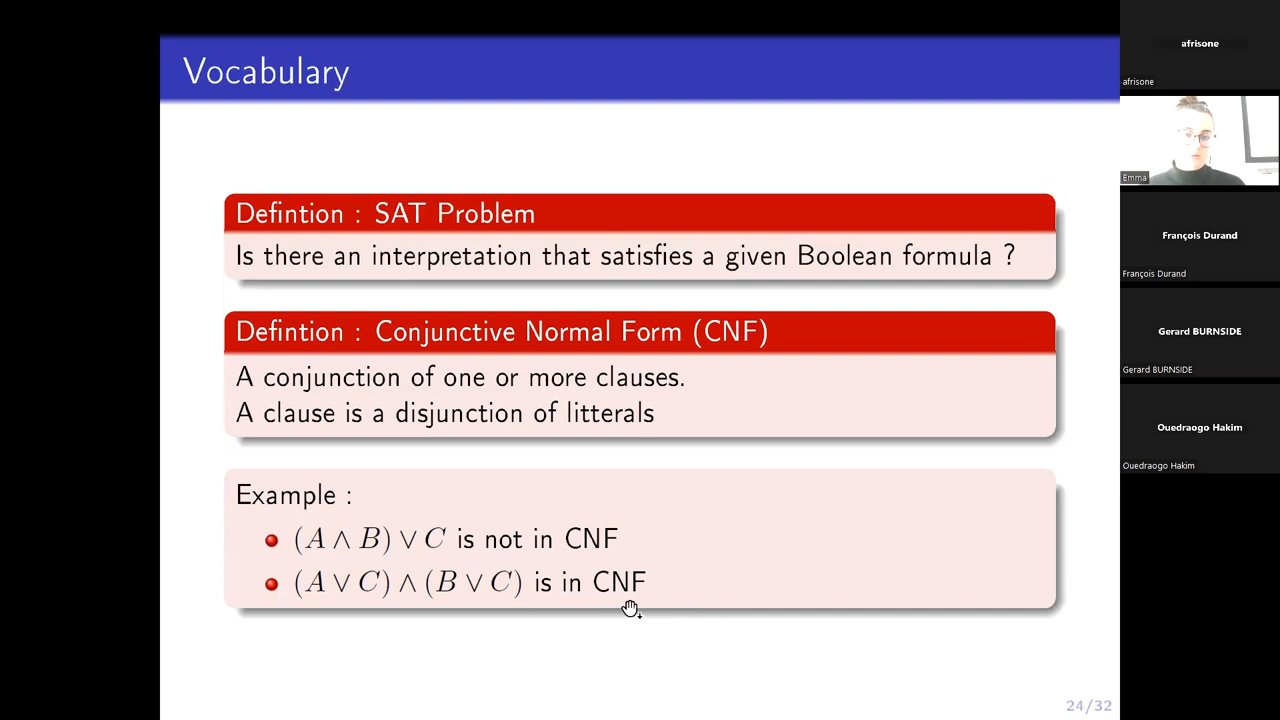 Vocabulary
Defintion : SAT Problem
Is there an interpretation that satisfies a given Boolean formula ?
Defintion : Conjunctive Normal Form (CNF)
A conjunction of one or more clauses.
A clause is a disjunction of litterals
Example :
(A ∧ B) ∨ C is not in CNF
(A ∨ C) ∧ (B ∨ C) is in CNF
24/32
afrisone
afrisone
Emma
François Durand
François Durand
Gerard BURNSIDE
Gerard BURNSIDE
Ouedraogo Hakim
Ouedraogo Hakim